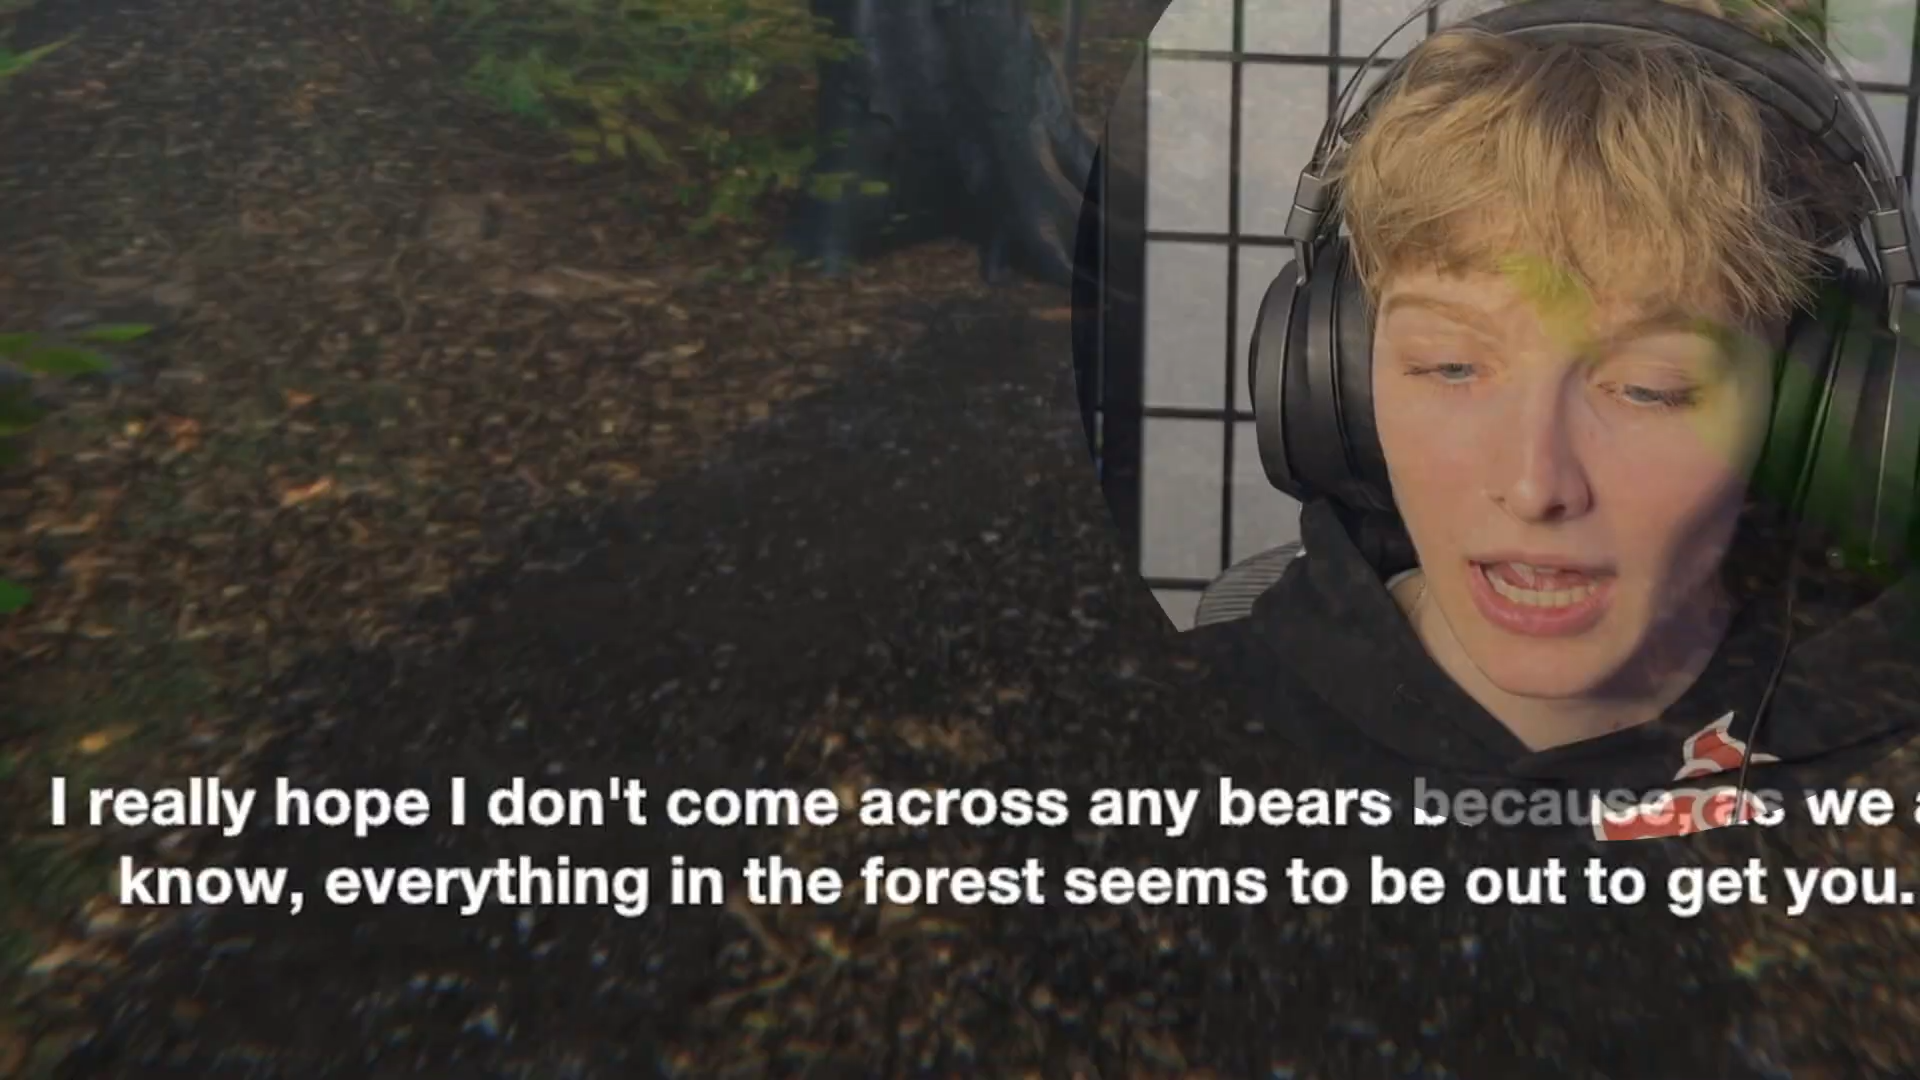 I really hope I don't come across any bears because, as we a
know, everything in the forest seems to be out to get you.